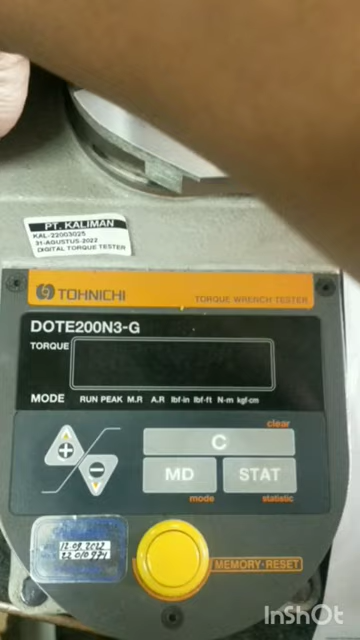 PT. KALIMAN
KAL-22003025
31-AGUSTUS-2022
DIGITAL TORQUE TESTER
TOHNICHI
TORQUE WRENCH TESTER
DOTE200N3-G
TORQUE
MODE RUN PEAK M.R A.R lbf-in lbf-ft N-m kgf-cm
clear
C
MD STAT
mode statistic
MEMORY·RESET
InShOt